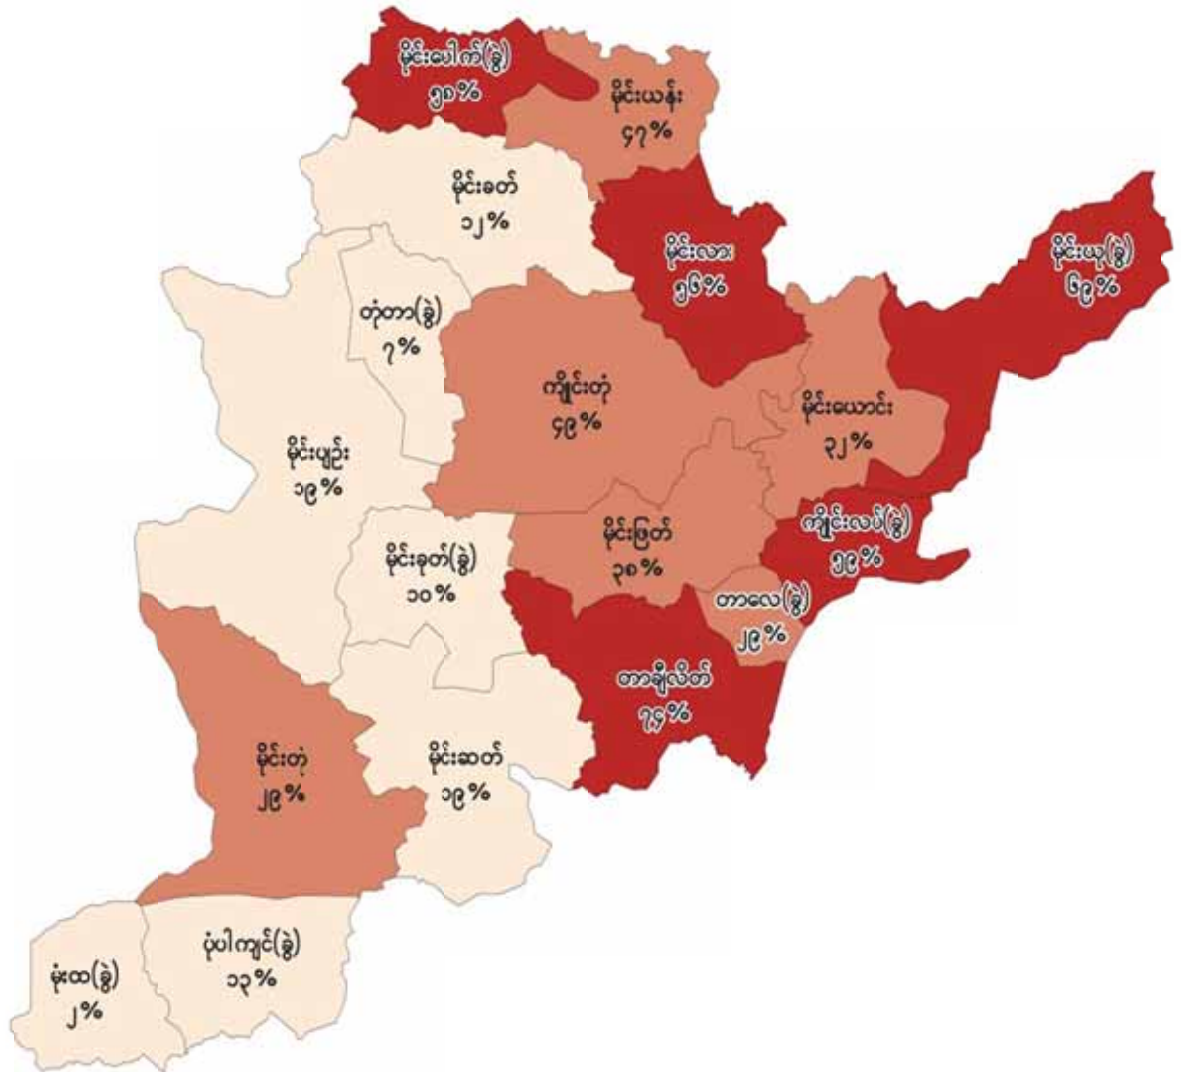 မိုင်းပေါက်(ခွဲ)
၅၈%
မိုင်းယန်း
၄၇%
မိုင်းခတ်
၁၂%
မိုင်းလား
၅၆%
မိုင်းယု(ခွဲ)
၆၉%
တုံတာ(ခွဲ)
၇%
ကျိုင်းတုံ
၄၉%
မိုင်းယောင်း
၃၂%
မိုင်းပျဉ်း
၁၉%
ကျိုင်းလပ်(ခွဲ)
၅၉%
မိုင်းဖြတ်
၃၈%
မိုင်းခုတ်(ခွဲ)
၁၀%
တာလေ(ခွဲ)
၂၉%
တာချီလိတ်
၇၄%
မိုင်းတုံ
၂၉%
မိုင်းဆတ်
၁၉%
ပုံပါကျင်(ခွဲ)
၁၃%
မုံးထ(ခွဲ)
၂%